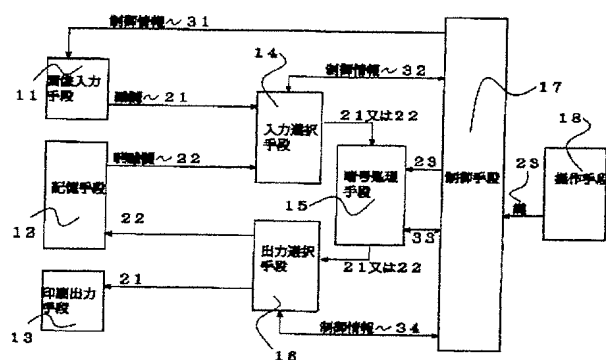 制御情報~31
画像入力
手段
11
画像~21
14
制御情報~32
17
18
21又は22
入力選択
手段
記憶手段
12
~22
暗号処理
手段
15
23
制御手段
操作手段
23
鍵
33
22
出力選択
手段
21又は22
21
印刷出力
手段
13
16
制御情報~34